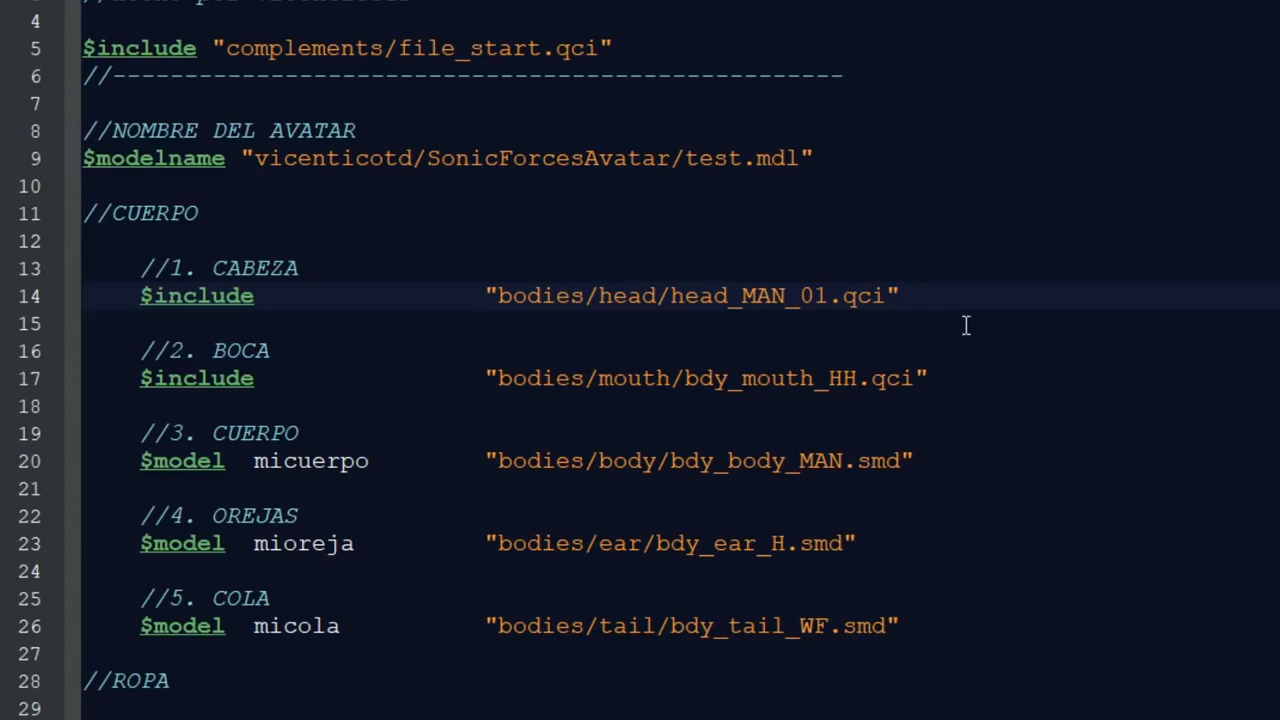 4
5 $include "complements/file_start.qci"
6 //---------------------------------------------------
7
8 //NOMBRE DEL AVATAR
9 $modelname "vicenticotd/SonicForcesAvatar/test.mdl"
10
11 //CUERPO
12
13 //1. CABEZA
14 $include "bodies/head/head_MAN_01.qci"
15
16 //2. BOCA
17 $include "bodies/mouth/bdy_mouth_HH.qci"
18
19 //3. CUERPO
20 $model micuerpo "bodies/body/bdy_body_MAN.smd"
21
22 //4. OREJAS
23 $model mioreja "bodies/ear/bdy_ear_H.smd"
24
25 //5. COLA
26 $model micola "bodies/tail/bdy_tail_WF.smd"
27
28 //ROPA
29